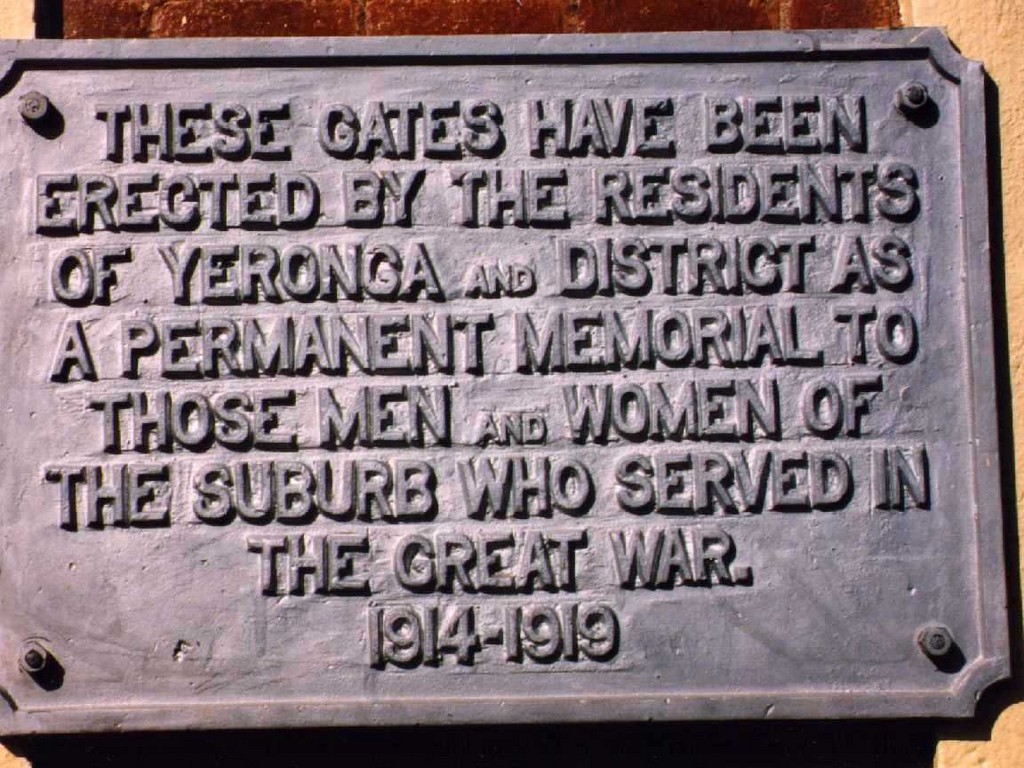 THESE GATES HAVE BEEN
ERECTED BY THE RESIDENTS
OF YERONGA AND DISTRICT AS
A PERMANENT MEMORIAL TO
THOSE MEN AND WOMEN OF
THE SUBURB WHO SERVED IN
THE GREAT WAR.
1914-1919